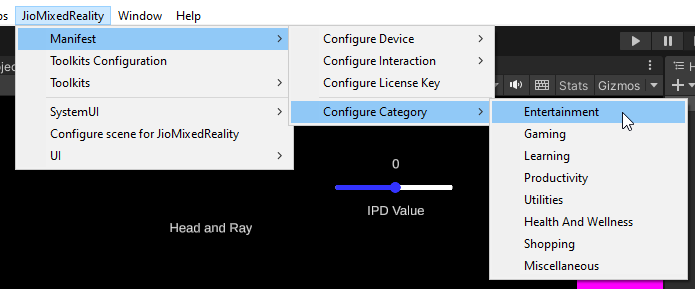 ps JioMixedReality Window Help
Manifest
Toolkits Configuration
Toolkits
SystemUI
Configure scene for JioMixedReality
UI
Configure Device
Configure Interaction
Configure License Key
Configure Category
Entertainment
Gaming
Learning
Productivity
Utilities
Health And Wellness
Shopping
Miscellaneous
ojec
Stats Gizmos
H
0
IPD Value
Head and Ray